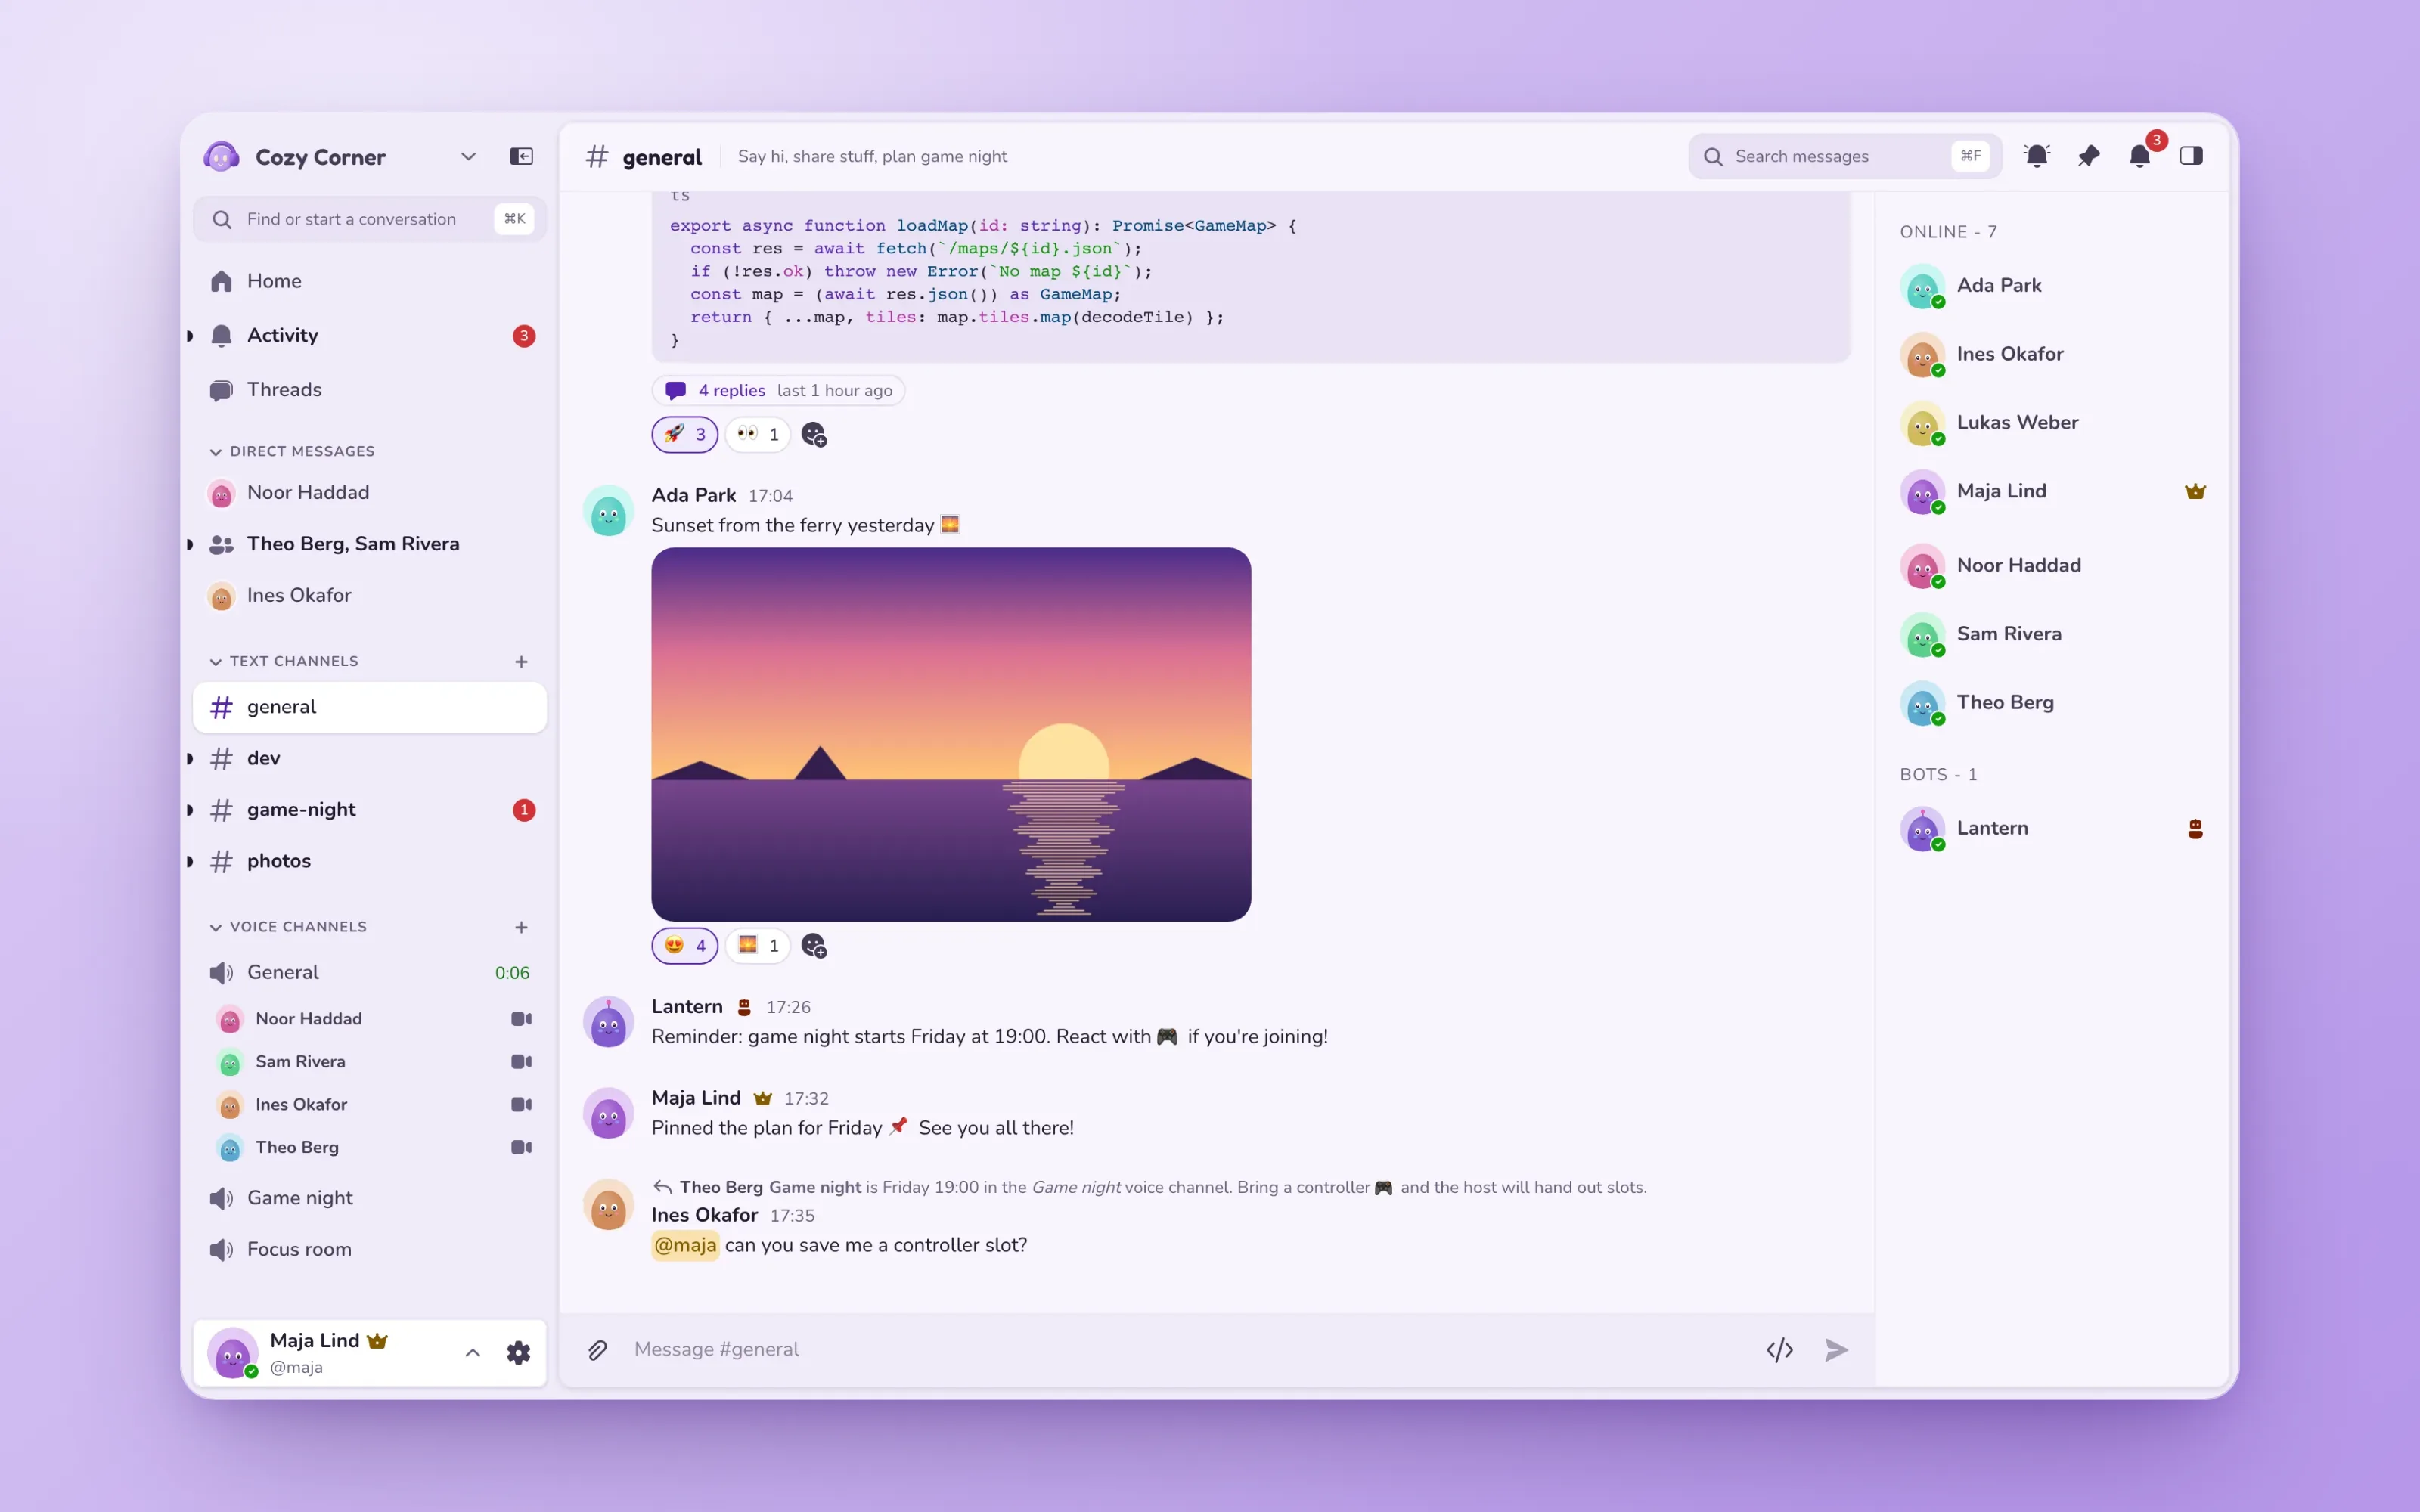 Cozy Corner
Find or start a conversation
⌘K
Home
Activity
3
Threads
DIRECT MESSAGES
Noor Haddad
Theo Berg, Sam Rivera
Ines Okafor
TEXT CHANNELS
general
dev
game-night
1
photos
VOICE CHANNELS
General
0:06
Noor Haddad
Sam Rivera
Ines Okafor
Theo Berg
Game night
Focus room
Maja Lind
@maja
# general
Say hi, share stuff, plan game night
Search messages
⌘F
3
ts
export async function loadMap(id: string): Promise<GameMap> {
  const res = await fetch(`/maps/${id}.json`);
  if (!res.ok) throw new Error(`No map ${id}`);
  const map = (await res.json()) as GameMap;
  return { ...map, tiles: map.tiles.map(decodeTile) };
}
4 replies last 1 hour ago
🚀 3 👀 1
Ada Park 17:04
Sunset from the ferry yesterday 🌅
😍 4 🌅 1
Lantern 17:26
Reminder: game night starts Friday at 19:00. React with 🎮 if you're joining!
Maja Lind 17:32
Pinned the plan for Friday 📌 See you all there!
Theo Berg Game night is Friday 19:00 in the Game night voice channel. Bring a controller 🎮 and the host will hand out slots.
Ines Okafor 17:35
@maja can you save me a controller slot?
Message #general
ONLINE - 7
Ada Park
Ines Okafor
Lukas Weber
Maja Lind
Noor Haddad
Sam Rivera
Theo Berg
BOTS - 1
Lantern